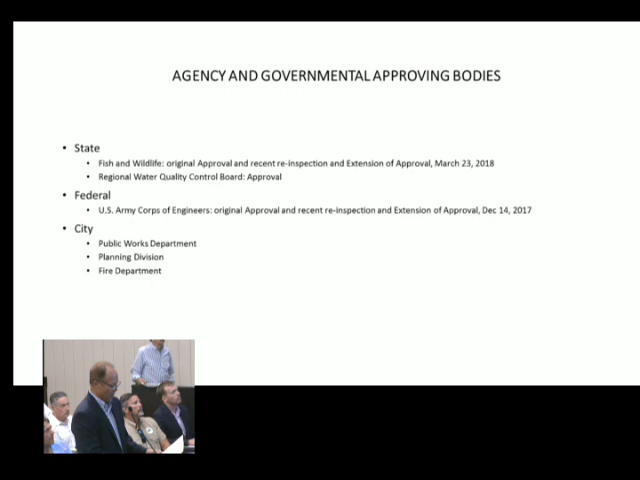 AGENCY AND GOVERNMENTAL APPROVING BODIES
• State
• Fish and Wildlife: original Approval and recent re-inspection and Extension of Approval, March 23, 2018
• Regional Water Quality Control Board: Approval
• Federal
• U.S. Army Corps of Engineers: original Approval and recent re-inspection and Extension of Approval, Dec 14, 2017
• City
• Public Works Department
• Planning Division
• Fire Department